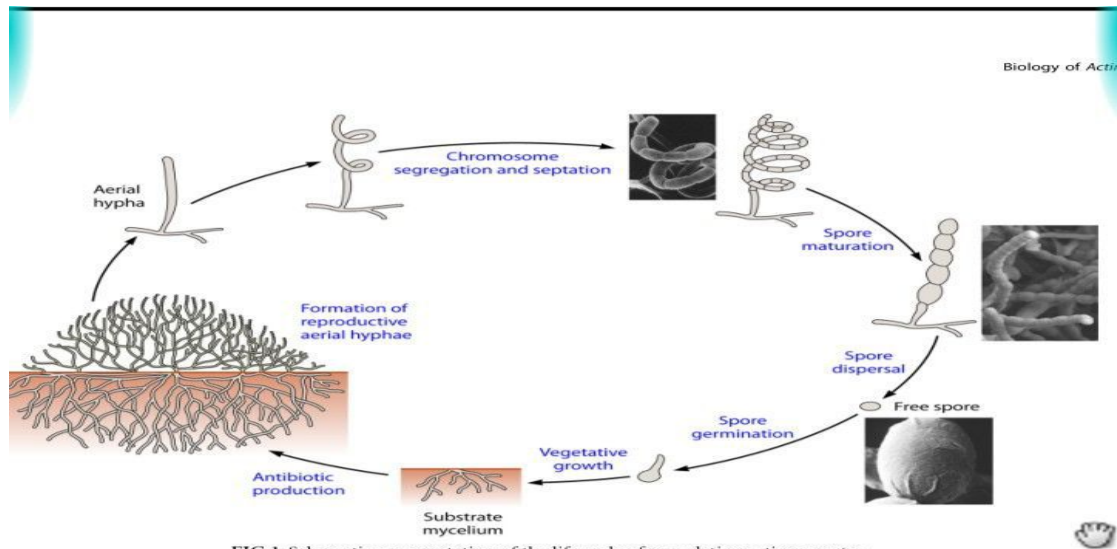 Biology of
Aerial
hypha
Chromosome
segregation and septation
Spore
maturation
Formation of
reproductive
aerial hyphae
Spore
dispersal
Free spore
Spore
germination
Vegetative
growth
Antibiotic
production
Substrate
mycelium